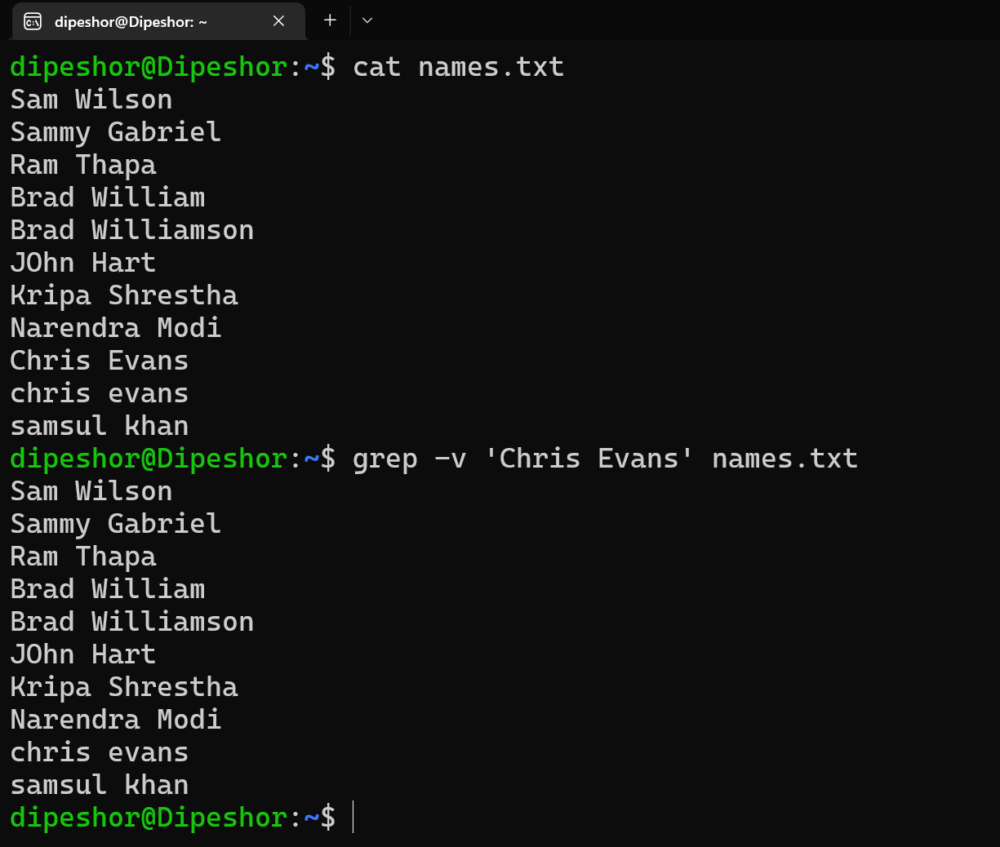 dipeshor@Dipeshor: ~
dipeshor@Dipeshor:~$ cat names.txt
Sam Wilson
Sammy Gabriel
Ram Thapa
Brad William
Brad Williamson
JOhn Hart
Kripa Shrestha
Narendra Modi
Chris Evans
chris evans
samsul khan
dipeshor@Dipeshor:~$ grep -v 'Chris Evans' names.txt
Sam Wilson
Sammy Gabriel
Ram Thapa
Brad William
Brad Williamson
JOhn Hart
Kripa Shrestha
Narendra Modi
chris evans
samsul khan
dipeshor@Dipeshor:~$